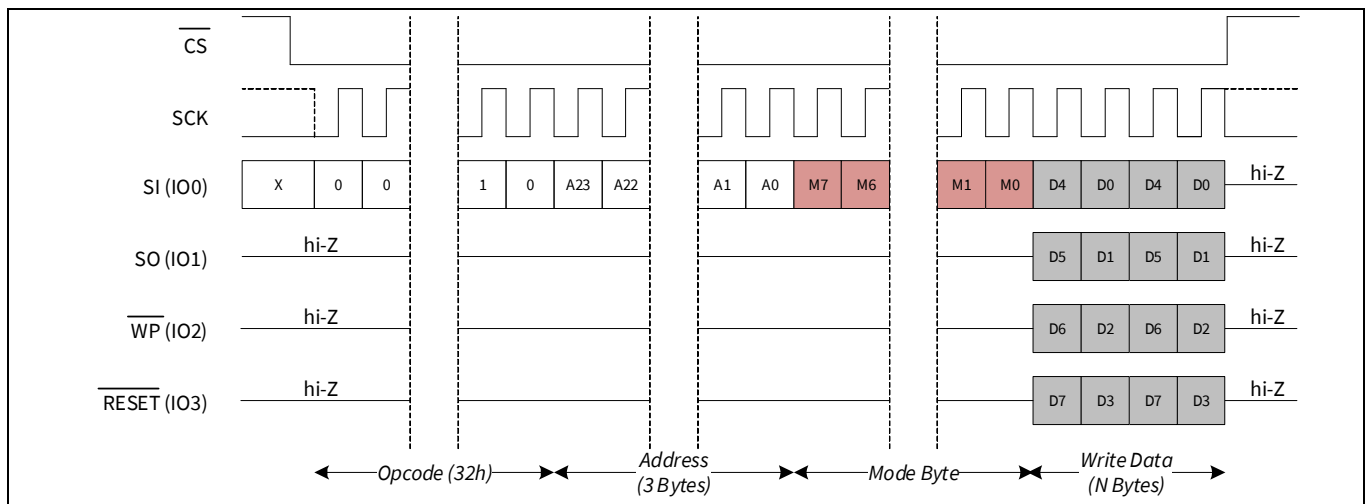 CS
SCK
SI (IO0) X 0 0 1 0 A23 A22 A1 A0 M7 M6 M1 M0 D4 D0 D4 D0 hi-Z
SO (IO1) hi-Z D5 D1 D5 D1 hi-Z
WP (IO2) hi-Z D6 D2 D6 D2 hi-Z
RESET (IO3) hi-Z D7 D3 D7 D3 hi-Z
Opcode (32h) Address Mode Byte Write Data
(3 Bytes) (N Bytes)